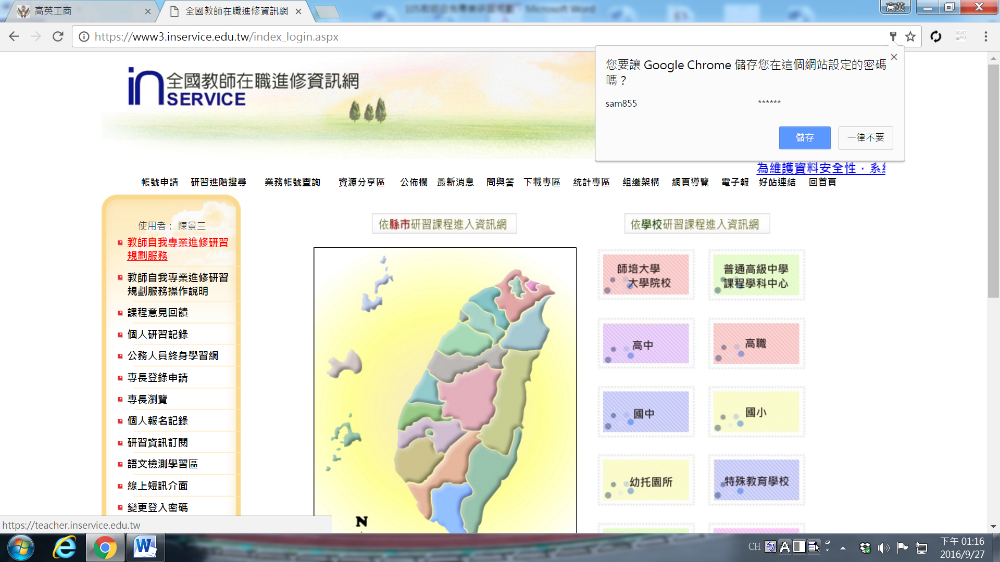 高英工商
全國教師在職進修資訊網
Microsoft Word
高英
https://www3.inservice.edu.tw/index_login.aspx
Smart
PKI
您要讓 Google Chrome 儲存您在這個網站設定的密碼
嗎？
sam855 ******
儲存 一律不要
in 全國教師在職進修資訊網
SERVICE
為維護資料安全性，系統
帳號申請 研習進階搜尋 業務帳號查詢 資源分享區 公佈欄 最新消息 問與答 下載專區 統計專區 組織架構 網頁導覽 電子報 好站連結 回首頁
使用者： 陳景三
教師自我專業進修研習
規劃服務
教師自我專業進修研習
規劃服務操作說明
課程意見回饋
個人研習記錄
公務人員終身學習網
專長登錄申請
專長瀏覽
個人報名記錄
研習資訊訂閱
語文檢測學習區
線上短訊介面
變更登入密碼
依縣市研習課程進入資訊網
N
依學校研習課程進入資訊網
師培大學
大學院校
普通高級中學
課程學科中心
高中
高職
國中
國小
幼托園所
特殊教育學校
https://teacher.inservice.edu.tw
CH
下午 01:16
2016/9/27